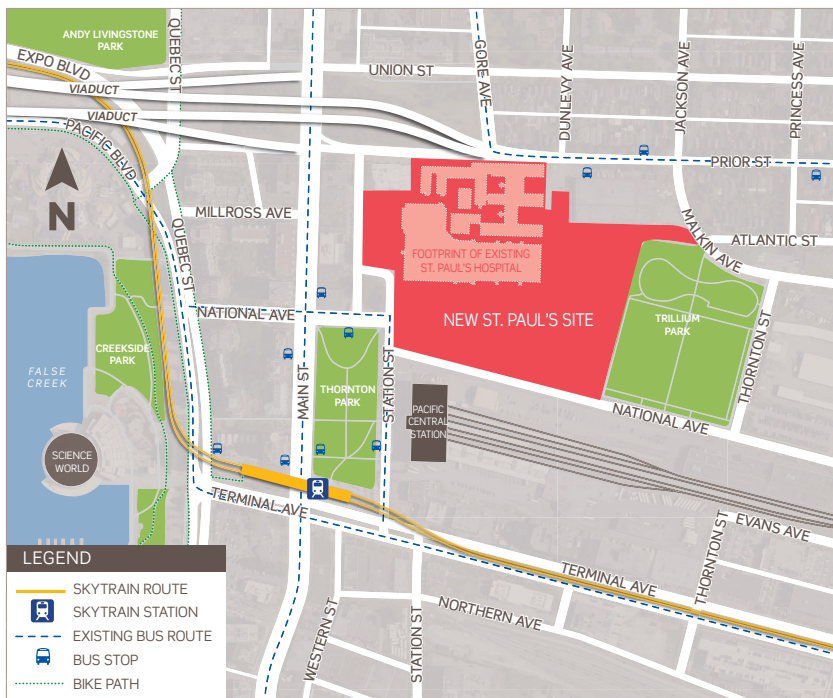 ANDY LIVINGSTONE
PARK
QUEBEC ST
EXPO BLVD
VIADUCT
VIADUCT
PACIFIC BLVD
UNION ST
GORE AVE
DUNLEVY AVE
JACKSON AVE
PRINCESS AVE
PRIOR ST
N
MILLROSS AVE
QUEBEC ST
MALKIN AVE
ATLANTIC ST
FOOTPRINT OF EXISTING
ST. PAUL'S HOSPITAL
NATIONAL AVE
NEW ST. PAUL'S SITE
TRILLIUM
PARK
THORNTON ST
CREEKSIDE
PARK
FALSE
CREEK
MAIN ST
THORNTON
PARK
STATION ST
PACIFIC
CENTRAL
STATION
NATIONAL AVE
SCIENCE
WORLD
TERMINAL AVE
EVANS AVE
THORNTON ST
TERMINAL AVE
WESTERN ST
STATION ST
NORTHERN AVE
LEGEND
SKYTRAIN ROUTE
SKYTRAIN STATION
EXISTING BUS ROUTE
BUS STOP
BIKE PATH